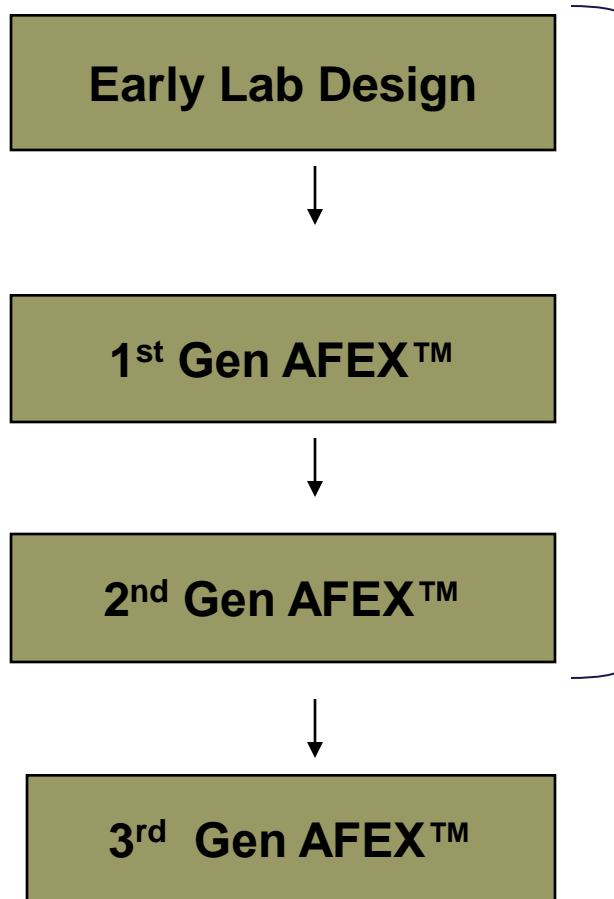 Early Lab Design
1st Gen AFEX™
2nd Gen AFEX™
3rd Gen AFEX™